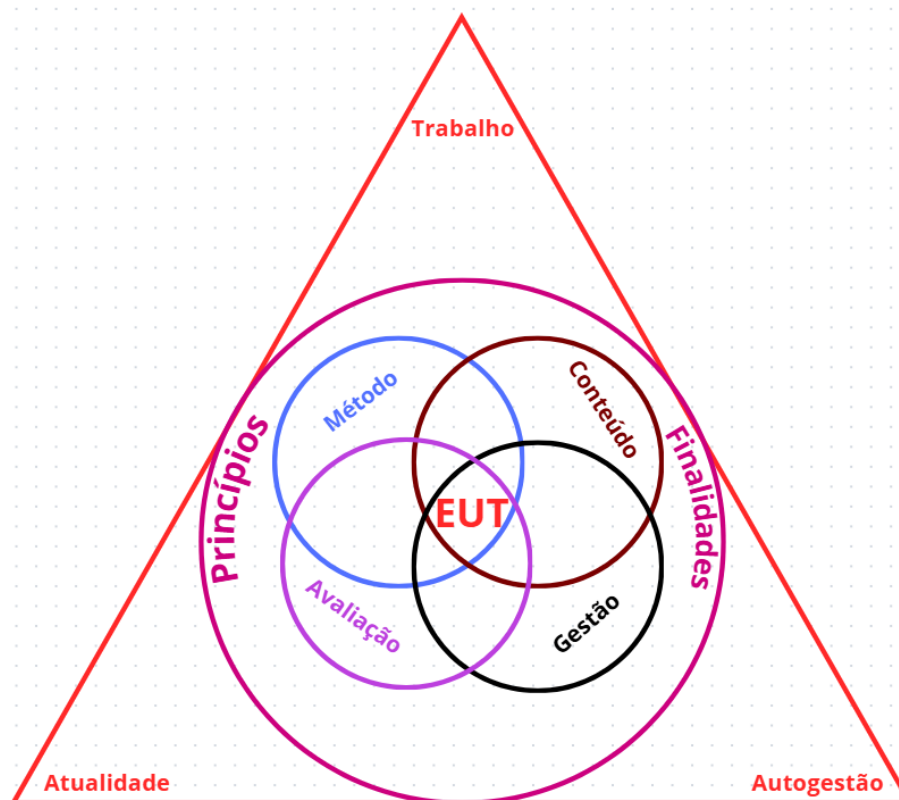 Trabalho
Método
Conteúdo
Princípios
Finalidades
EUT
Avaliação
Gestão
Atualidade
Autogestão